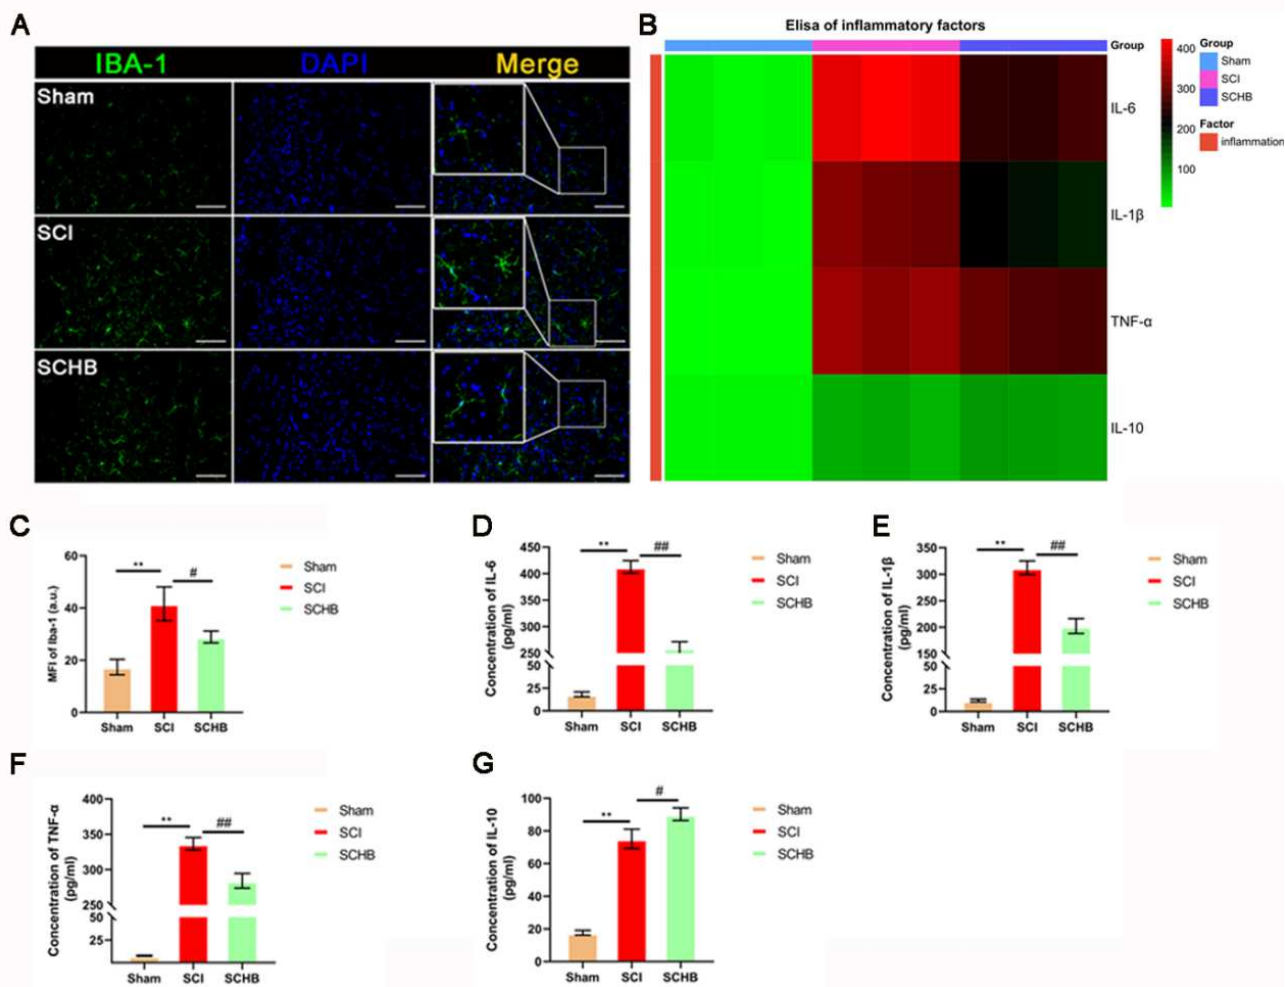 A
IBA-1 DAPI Merge
Sham
SCI
SCHB
B
Elisa of inflammatory factors
Group
IL-6
IL-1β
TNF-α
IL-10
400
300
200
100
Group
Sham
SCI
SCHB
Factor
inflammation
C
MFI of Iba-1 (a.u.)
60
40
20
0
** #
Sham SCI SCHB
Sham
SCI
SCHB
D
Concentration of IL-6
(pg/ml)
450
400
350
300
250
50
25
0
** ##
Sham SCI SCHB
Sham
SCI
SCHB
E
Concentration of IL-1β
(pg/ml)
350
300
250
200
150
50
25
0
** ##
Sham SCI SCHB
Sham
SCI
SCHB
F
Concentration of TNF-α
(pg/ml)
400
350
300
250
50
25
** ##
Sham SCI SCHB
Sham
SCI
SCHB
G
Concentration of IL-10
(pg/ml)
100
80
60
40
20
0
** #
Sham SCI SCHB
Sham
SCI
SCHB